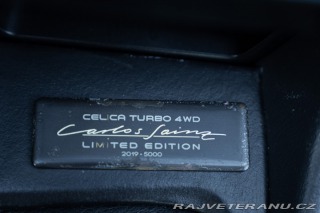 CELICA TURBO 4WD
Carlos Sainz
LIMITED EDITION
2019-5000
RAJVETERANU.CZ